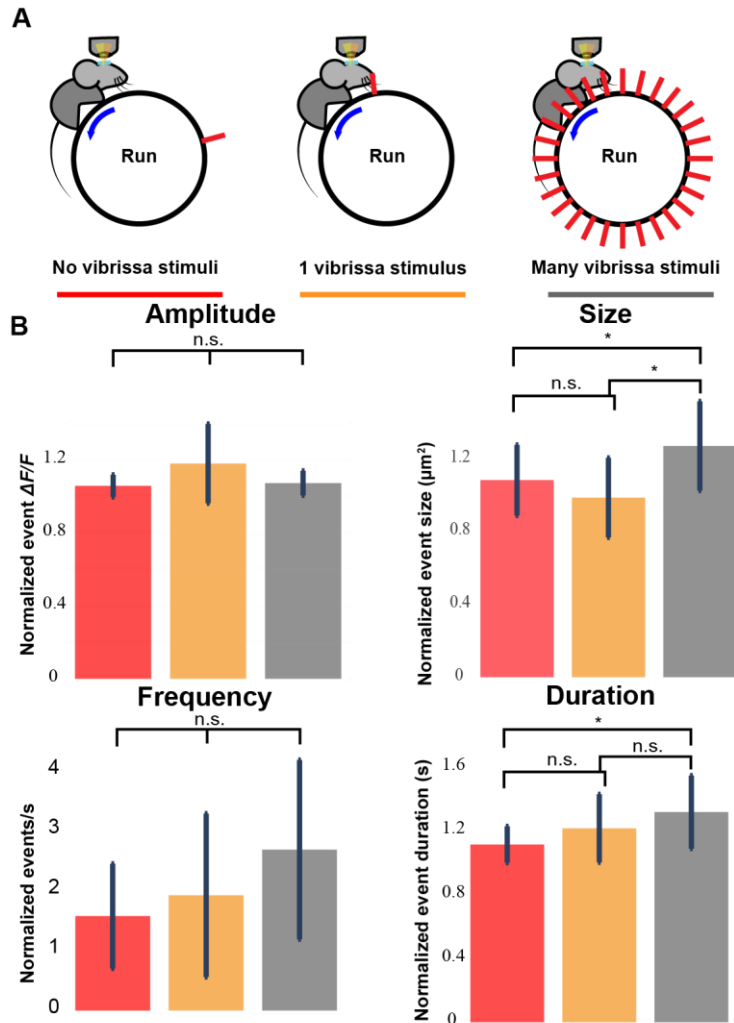 A
Run
Run
Run
No vibrissa stimuli
1 vibrissa stimulus
Many vibrissa stimuli
B
Amplitude
n.s.
Normalized event ΔF/F
1.2
0.8
0.4
0
Size
*
n.s.
*
Normalized event size (μm²)
1.2
0.8
0.4
0
Frequency
n.s.
Normalized events/s
4
3
2
1
0
Duration
*
n.s.
n.s.
Normalized event duration (s)
1.6
1.2
0.8
0.4
0